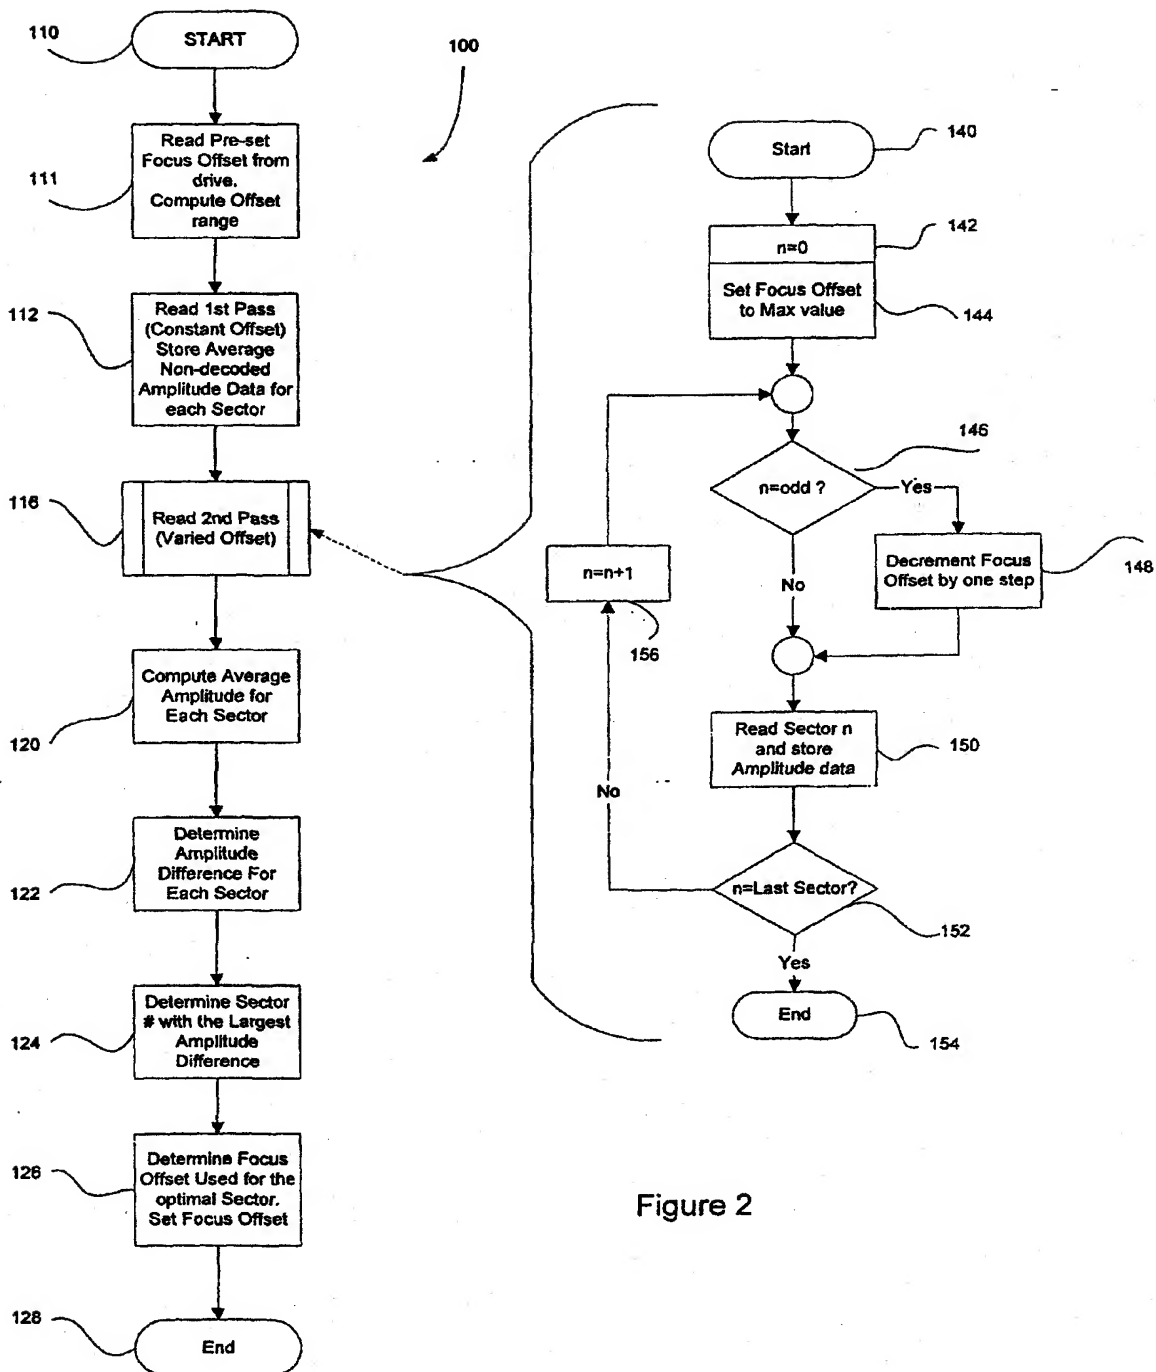 110
START
100
111
Read Pre-set
Focus Offset from
drive.
Compute Offset
range
112
Read 1st Pass
(Constant Offset)
Store Average
Non-decoded
Amplitude Data for
each Sector
116
Read 2nd Pass
(Varied Offset)
120
Compute Average
Amplitude for
Each Sector
122
Determine
Amplitude
Difference For
Each Sector
124
Determine Sector
# with the Largest
Amplitude
Difference
126
Determine Focus
Offset Used for the
optimal Sector.
Set Focus Offset
128
End
Start
140
n=0
142
Set Focus Offset
to Max value
144
n=odd ?
146
Yes
Decrement Focus
Offset by one step
148
No
n=n+1
156
Read Sector n
and store
Amplitude data
150
No
n=Last Sector?
152
Yes
End
154
Figure 2